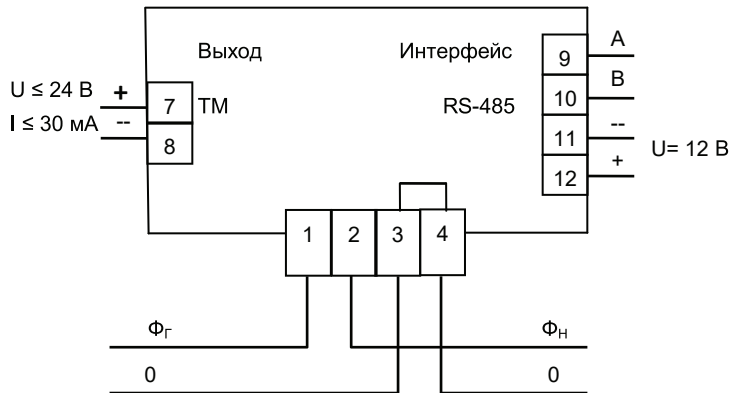 Выход Интерфейс 9 A
U ≤ 24 В + 7 ТМ RS-485 10 B
I ≤ 30 мА -- 8 11 -- U= 12 В
12 +
1 2 3 4
Фг Фн
0 0